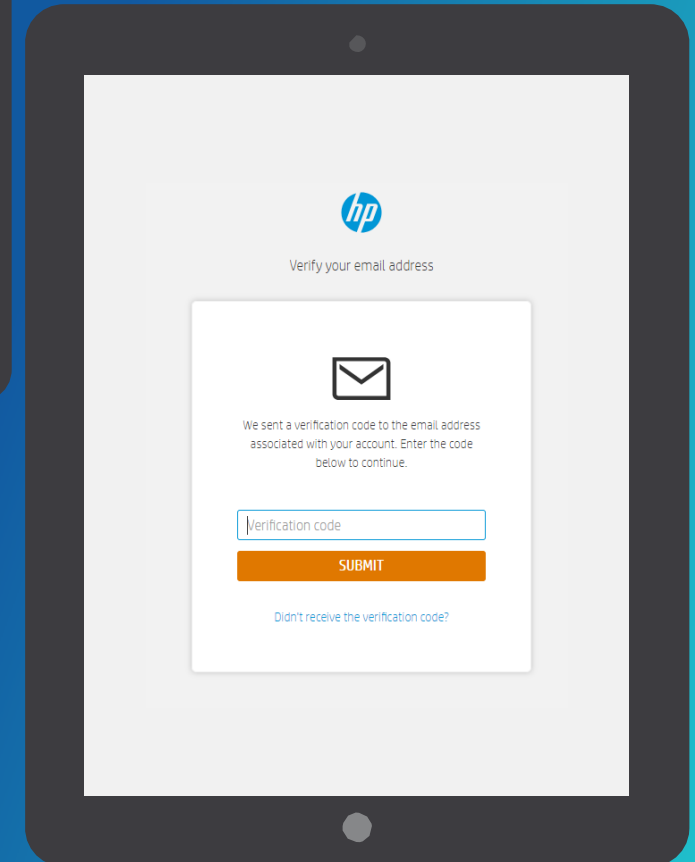 hp
Verify your email address
We sent a verification code to the email address
associated with your account. Enter the code
below to continue.
Verification code
SUBMIT
Didn't receive the verification code?